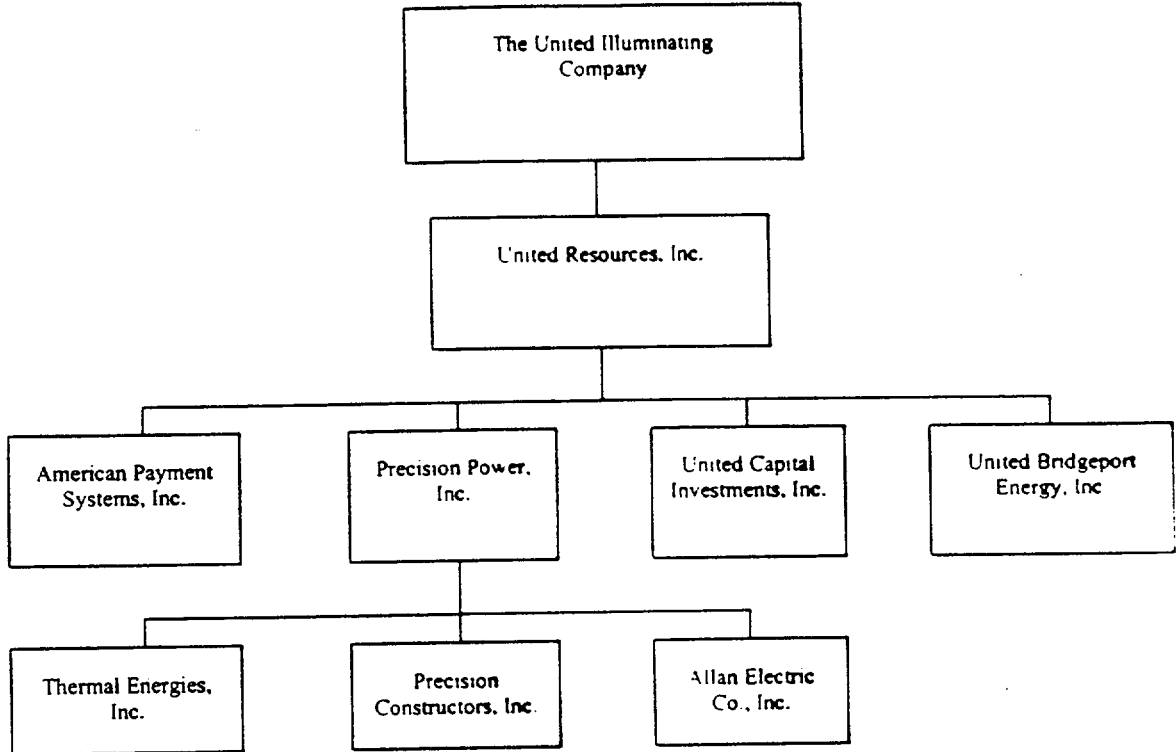 The United Illuminating
Company
United Resources, Inc.
American Payment
Systems, Inc.
Precision Power,
Inc.
United Capital
Investments, Inc.
United Bridgeport
Energy, Inc
Thermal Energies,
Inc.
Precision
Constructors, Inc.
Allan Electric
Co., Inc.